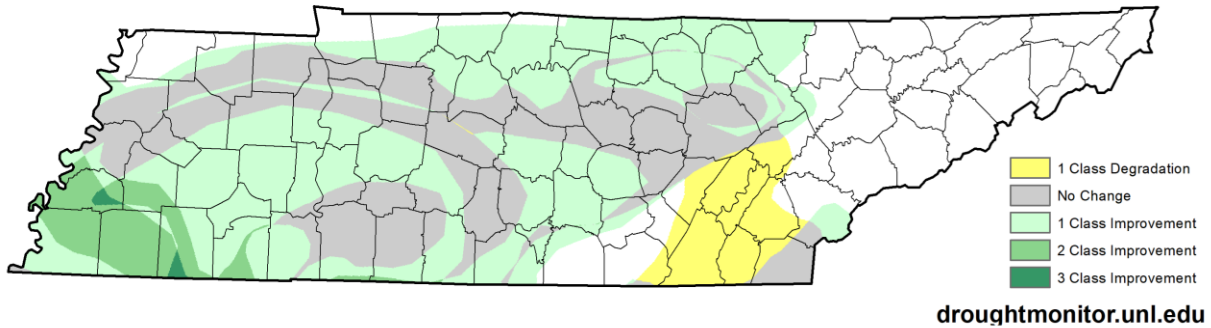 1 Class Degradation
No Change
1 Class Improvement
2 Class Improvement
3 Class Improvement
droughtmonitor.unl.edu